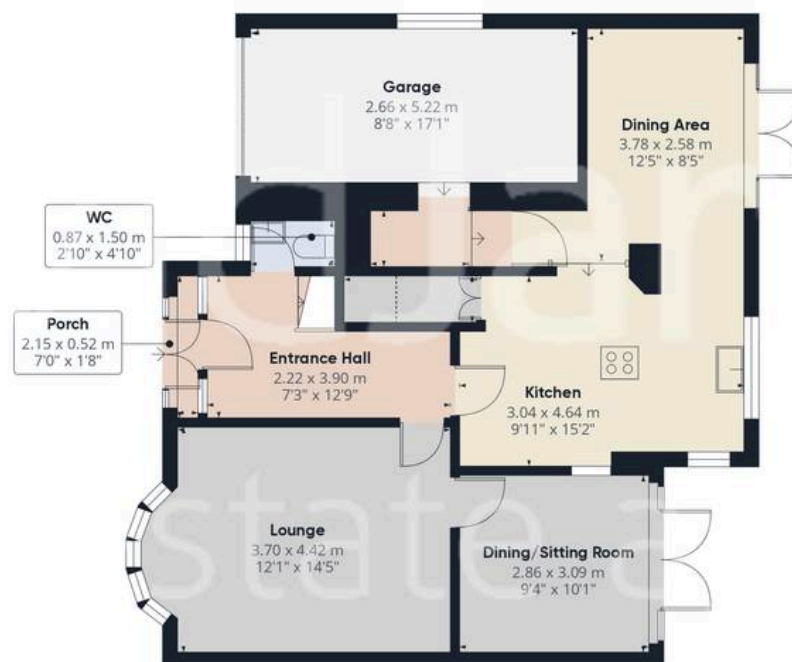 Garage
2.66 x 5.22 m
8'8" x 17'1"
Dining Area
3.78 x 2.58 m
12'5" x 8'5"
WC
0.87 x 1.50 m
2'10" x 4'10"
Porch
2.15 x 0.52 m
7'0" x 1'8"
Entrance Hall
2.22 x 3.90 m
7'3" x 12'9"
Kitchen
3.04 x 4.64 m
9'11" x 15'2"
Lounge
3.70 x 4.42 m
12'1" x 14'5"
Dining/Sitting Room
2.86 x 3.09 m
9'4" x 10'1"
state a